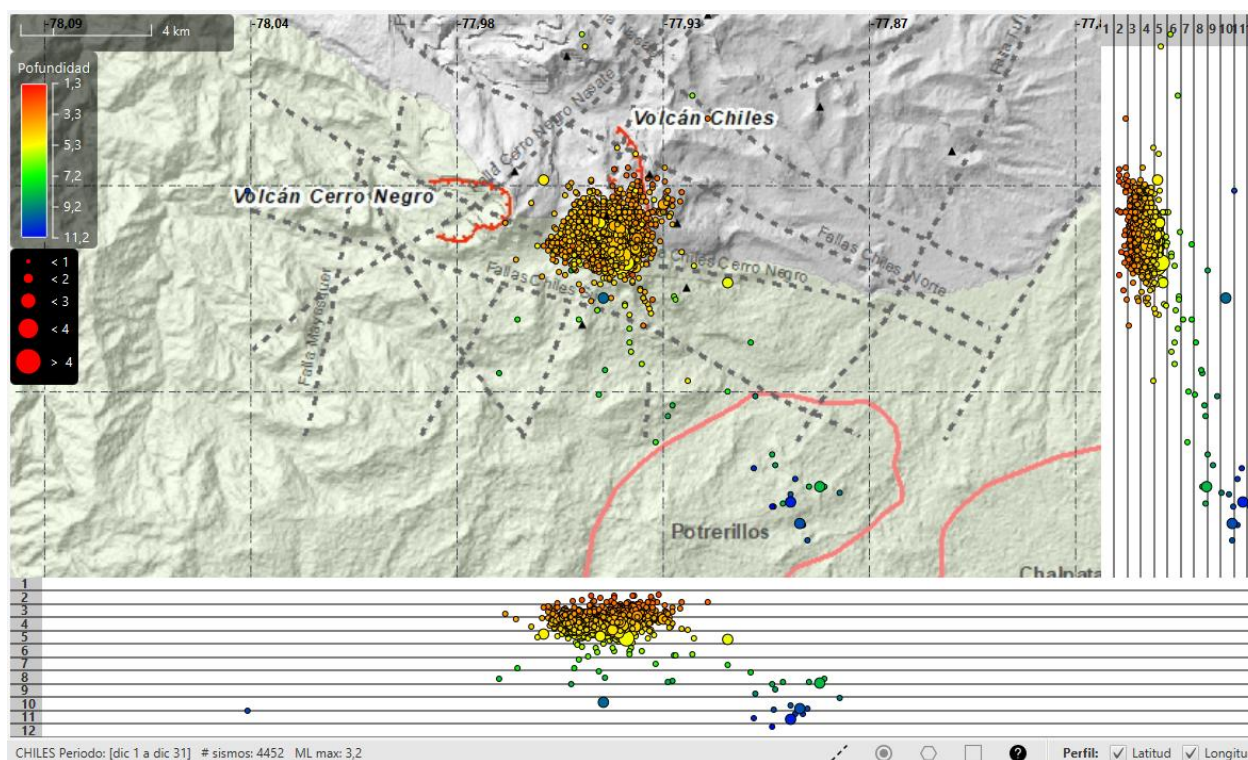 -78,09
-78,04
-77,98
-77,93
-77,87
4 km
1 2 3 4 5 6 7 8 9 10 11
Pofundidad
1,3
3,3
5,3
7,2
9,2
11,2
< 1
< 2
< 3
< 4
> 4
Volcán Chiles
Falla Cerro Negro Nasate
Volcán Cerro Negro
Fallas Chiles Norte
Chiles Cerro Negro
Fallas Chiles
Falla Mayasquer
Potrerillos
Chalpata
1
2
3
4
5
6
7
8
9
10
11
12
CHILES Periodo: [dic 1 a dic 31] # sismos: 4452 ML max: 3,2
?
Perfil: Latitud Longitu